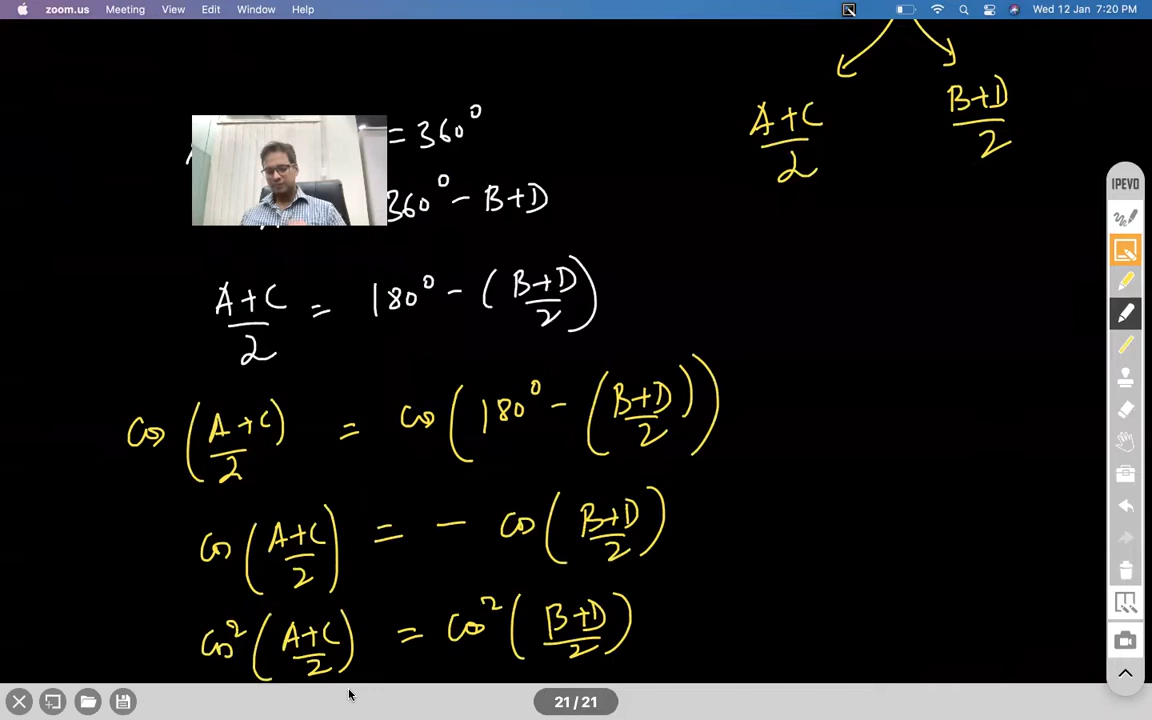 zoom.us Meeting View Edit Window Help Wed 12 Jan 7:20 PM
A+C/2 B+D/2
= 360°
360° - B+D
A+C/2 = 180° - (B+D/2)
cos(A+C/2) = cos(180° - (B+D/2))
cos(A+C/2) = - cos(B+D/2)
cos²(A+C/2) = cos²(B+D/2)
IPEVO
21 / 21